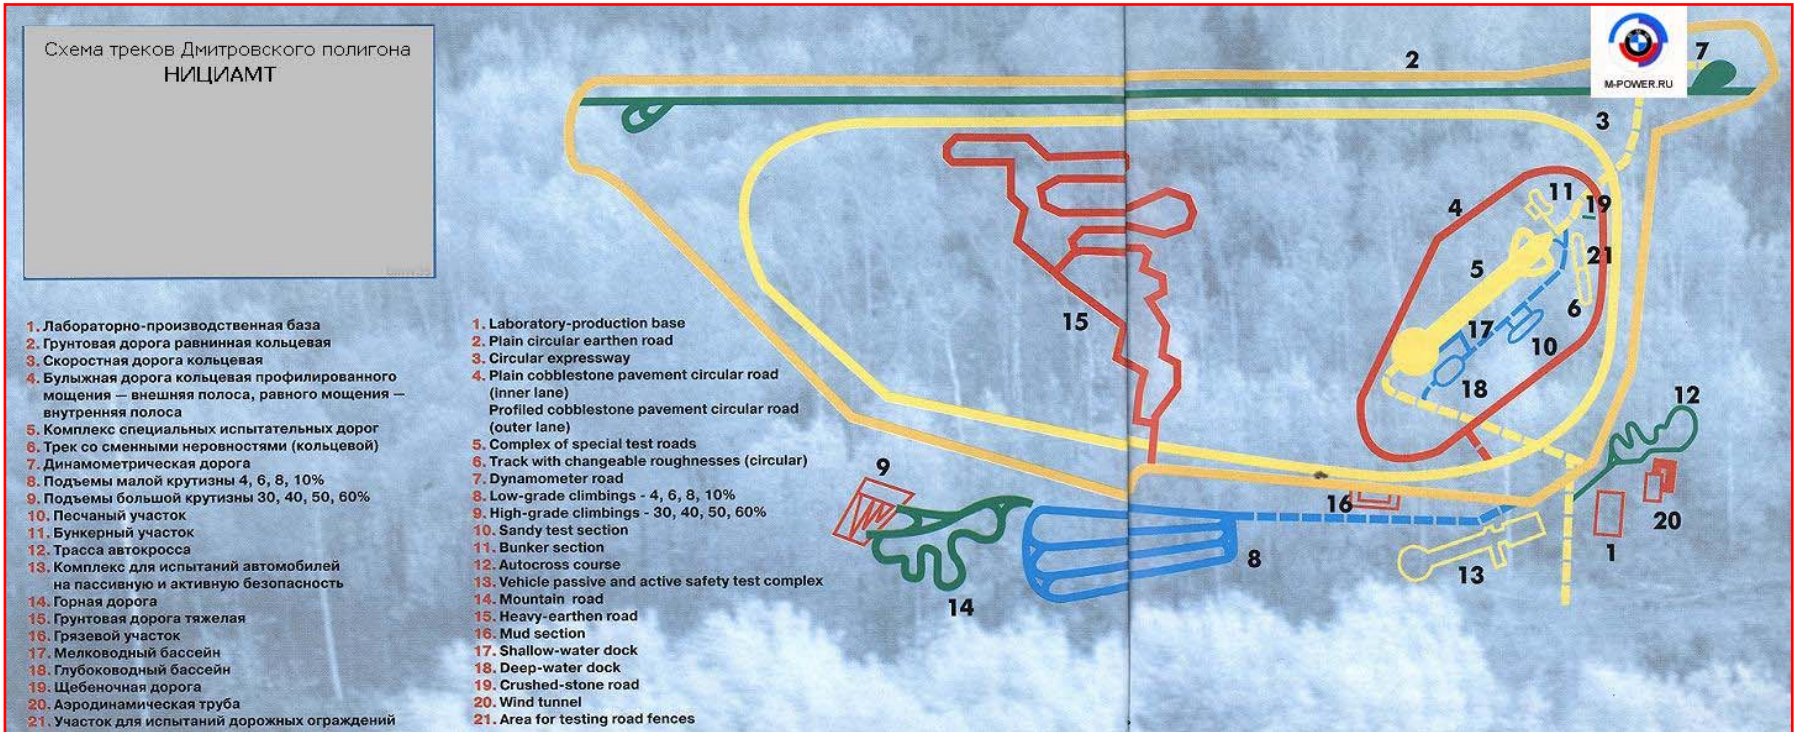 Схема треков Дмитровского полигона
НИЦИАМТ
M-POWER.RU
1. Лабораторно-производственная база
2. Грунтовая дорога равнинная кольцевая
3. Скоростная дорога кольцевая
4. Булыжная дорога кольцевая профилированного
мощения — внешняя полоса, равного мощения —
внутренняя полоса
5. Комплекс специальных испытательных дорог
6. Трек со сменными неровностями (кольцевой)
7. Динамометрическая дорога
8. Подъемы малой крутизны 4, 6, 8, 10%
9. Подъемы большой крутизны 30, 40, 50, 60%
10. Песчаный участок
11. Бункерный участок
12. Трасса автокросса
13. Комплекс для испытаний автомобилей
на пассивную и активную безопасность
14. Горная дорога
15. Грунтовая дорога тяжелая
16. Грязевой участок
17. Мелководный бассейн
18. Глубоководный бассейн
19. Щебеночная дорога
20. Аэродинамическая труба
21. Участок для испытаний дорожных ограждений
1. Laboratory-production base
2. Plain circular earthen road
3. Circular expressway
4. Plain cobblestone pavement circular road
(inner lane)
Profiled cobblestone pavement circular road
(outer lane)
5. Complex of special test roads
6. Track with changeable roughnesses (circular)
7. Dynamometer road
8. Low-grade climbings - 4, 6, 8, 10%
9. High-grade climbings - 30, 40, 50, 60%
10. Sandy test section
11. Bunker section
12. Autocross course
13. Vehicle passive and active safety test complex
14. Mountain road
15. Heavy-earthen road
16. Mud section
17. Shallow-water dock
18. Deep-water dock
19. Crushed-stone road
20. Wind tunnel
21. Area for testing road fences
2
7
3
11
4
19
21
5
6
15
17
10
18
12
9
16
20
1
8
13
14